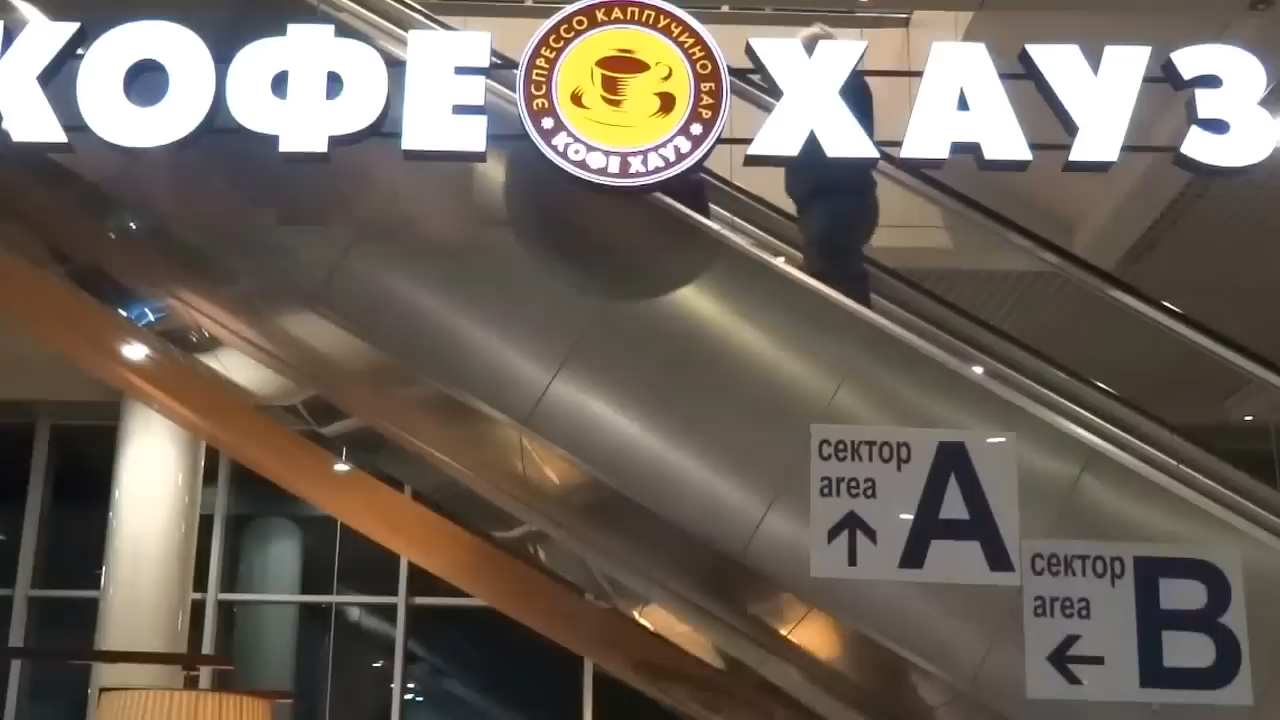 КОФЕ ХАУЗ
ЭСПРЕССО КАППУЧИНО БАР
КОФЕ ХАУЗ
сектор
area
A
сектор
area
B